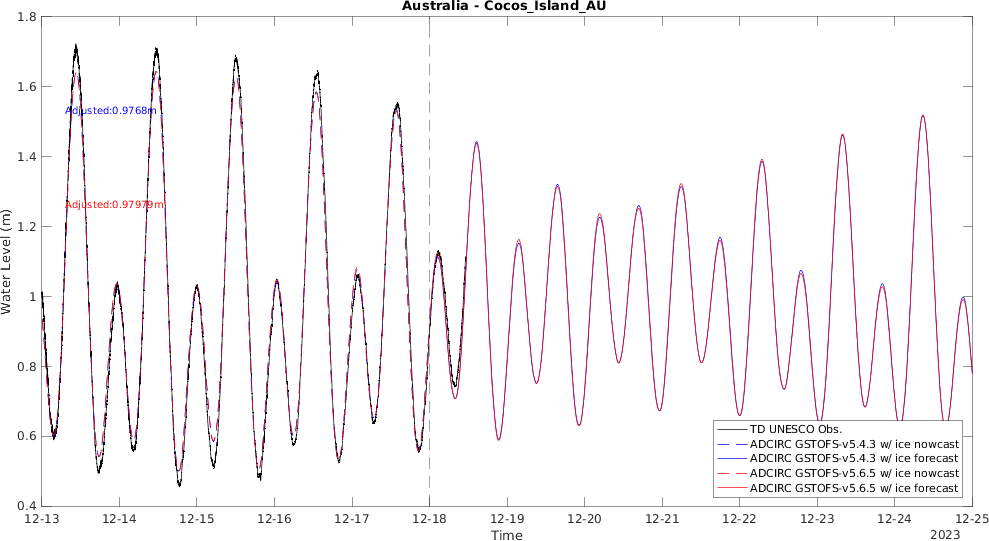 Australia - Cocos_Island_AU
1.8
1.6
1.4
1.2
1
0.8
0.6
0.4
Water Level (m)
Adjusted:0.9768m
Adjusted:0.97979m
TD UNESCO Obs.
ADCIRC GSTOFS-v5.4.3 w/ ice nowcast
ADCIRC GSTOFS-v5.4.3 w/ ice forecast
ADCIRC GSTOFS-v5.6.5 w/ ice nowcast
ADCIRC GSTOFS-v5.6.5 w/ ice forecast
12-13 12-14 12-15 12-16 12-17 12-18 12-19 12-20 12-21 12-22 12-23 12-24 12-25
Time
2023